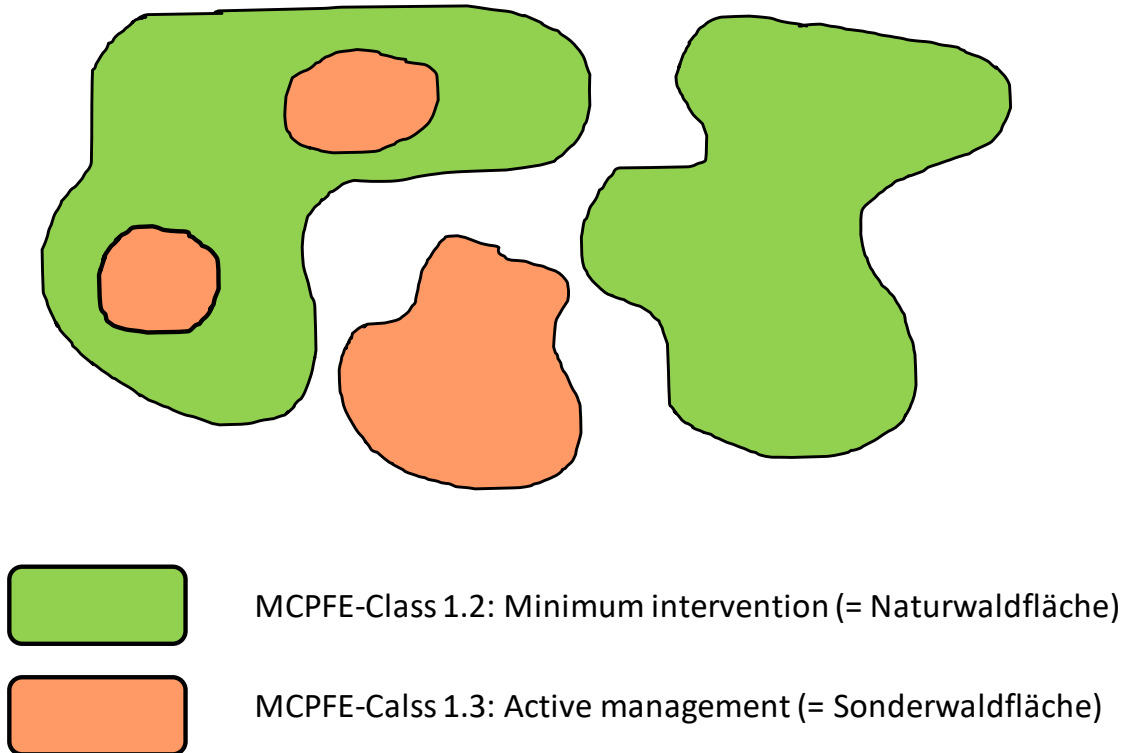 MCPFE-Class 1.2: Minimum intervention (= Naturwaldfläche)
MCPFE-Calss 1.3: Active management (= Sonderwaldfläche)